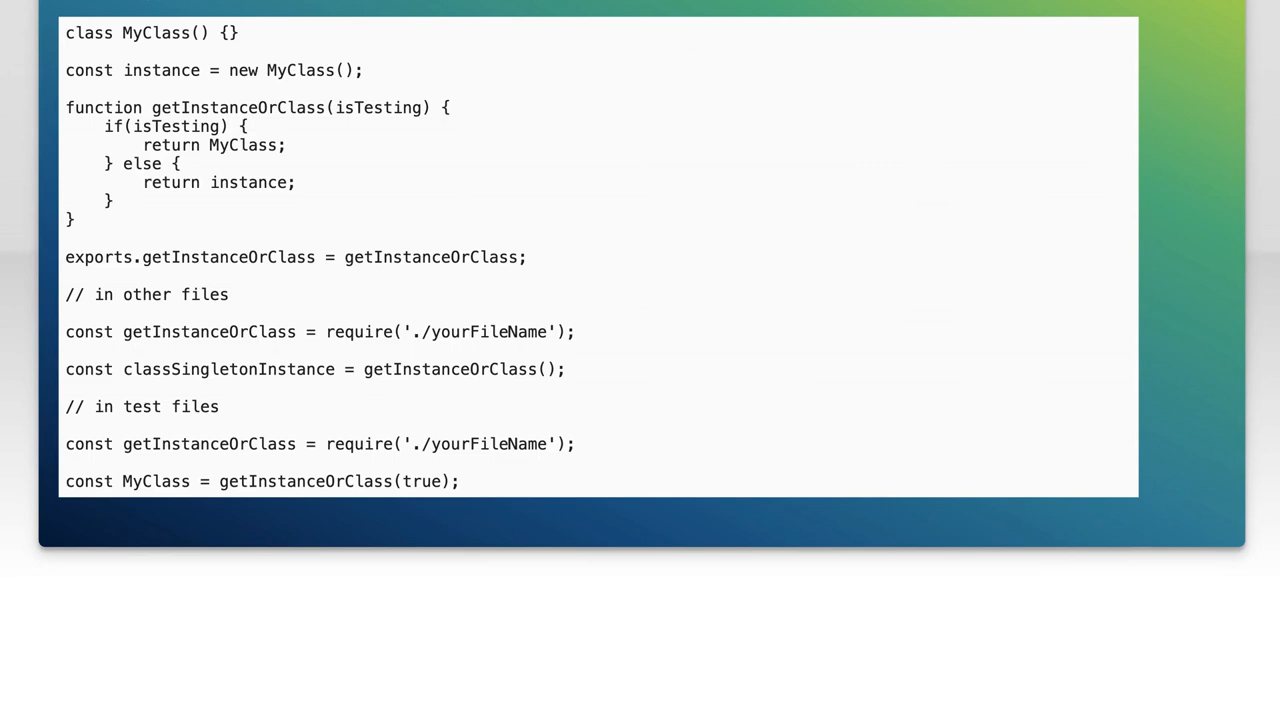 class MyClass() {}
const instance = new MyClass();
function getInstanceOrClass(isTesting) {
    if(isTesting) {
        return MyClass;
    } else {
        return instance;
    }
}
exports.getInstanceOrClass = getInstanceOrClass;
// in other files
const getInstanceOrClass = require('./yourFileName');
const classSingletonInstance = getInstanceOrClass();
// in test files
const getInstanceOrClass = require('./yourFileName');
const MyClass = getInstanceOrClass(true);